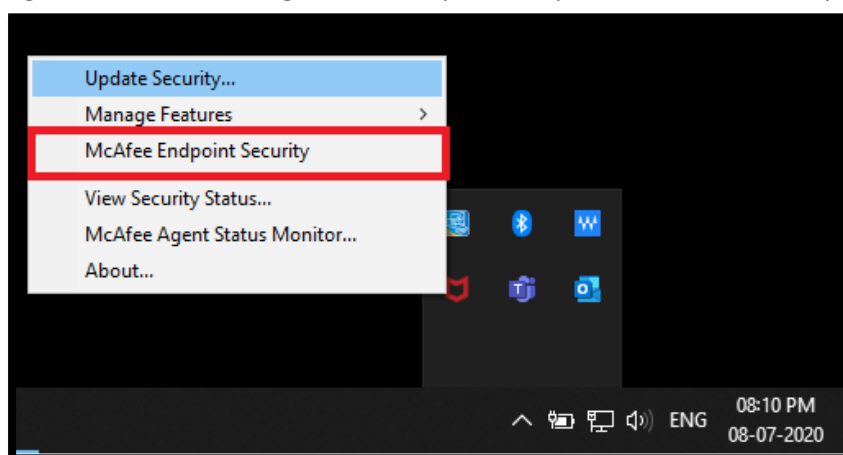 Update Security...
Manage Features
McAfee Endpoint Security
View Security Status...
McAfee Agent Status Monitor...
About...
ENG
08:10 PM
08-07-2020